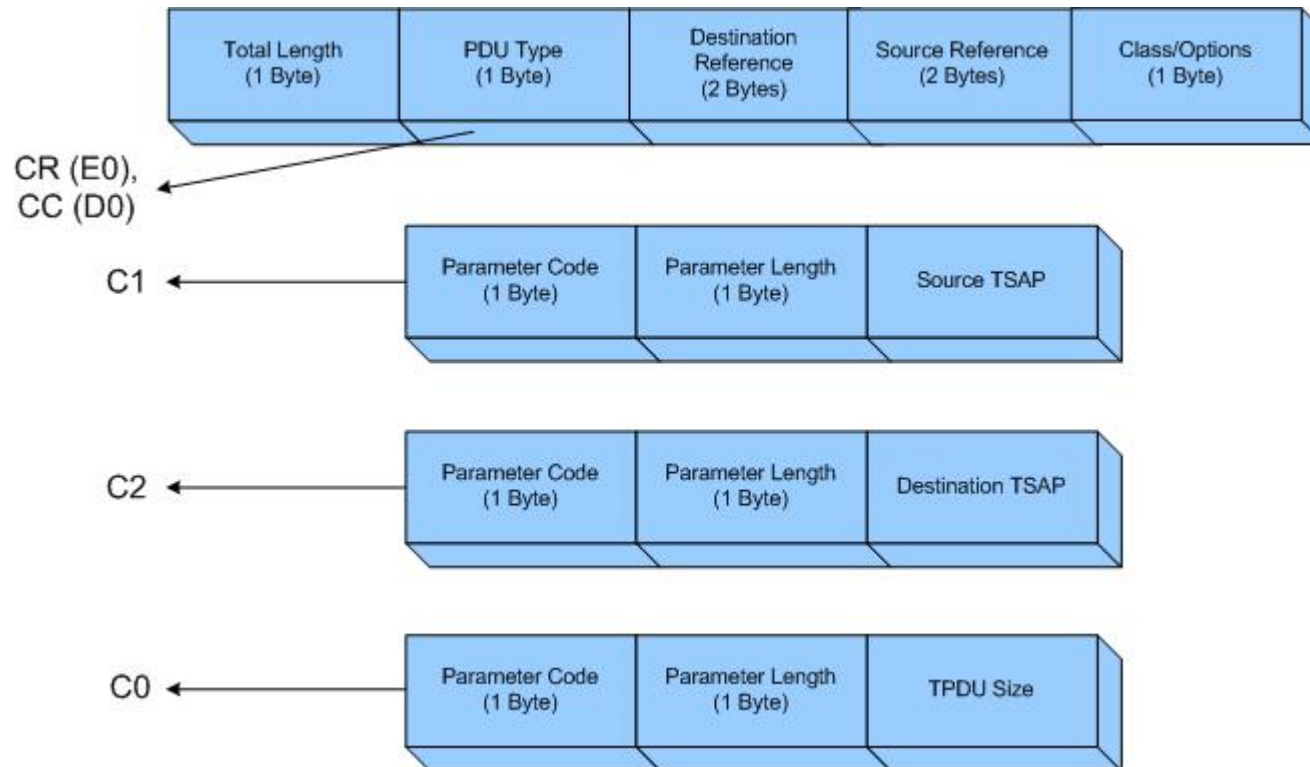 Total Length
(1 Byte)
PDU Type
(1 Byte)
Destination
Reference
(2 Bytes)
Source Reference
(2 Bytes)
Class/Options
(1 Byte)
CR (E0),
CC (D0)
C1
Parameter Code
(1 Byte)
Parameter Length
(1 Byte)
Source TSAP
C2
Parameter Code
(1 Byte)
Parameter Length
(1 Byte)
Destination TSAP
C0
Parameter Code
(1 Byte)
Parameter Length
(1 Byte)
TPDU Size